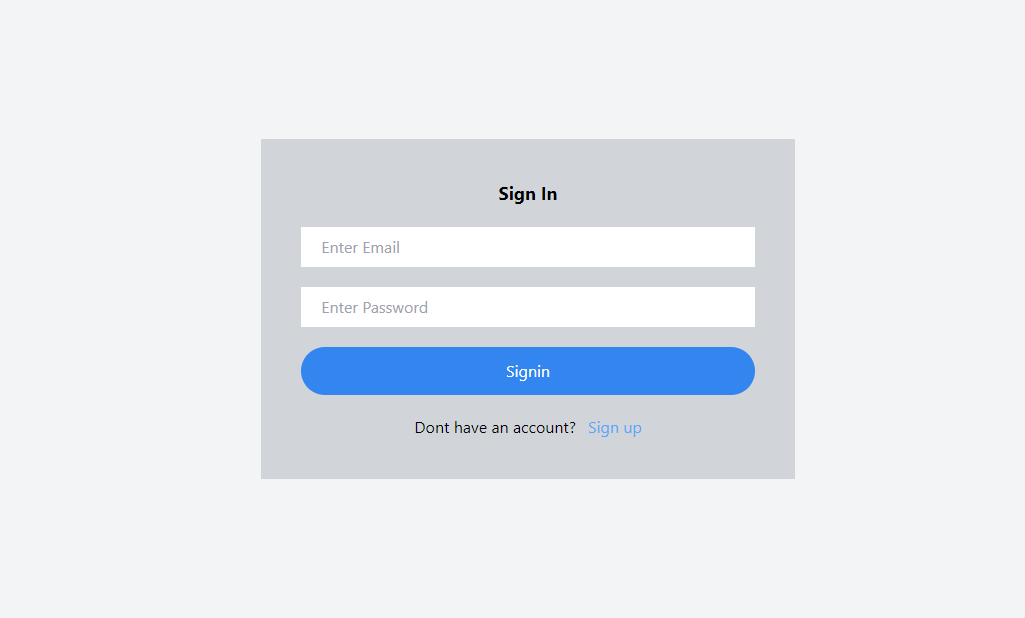 Sign In
Enter Email
Enter Password
Signin
Dont have an account? Sign up